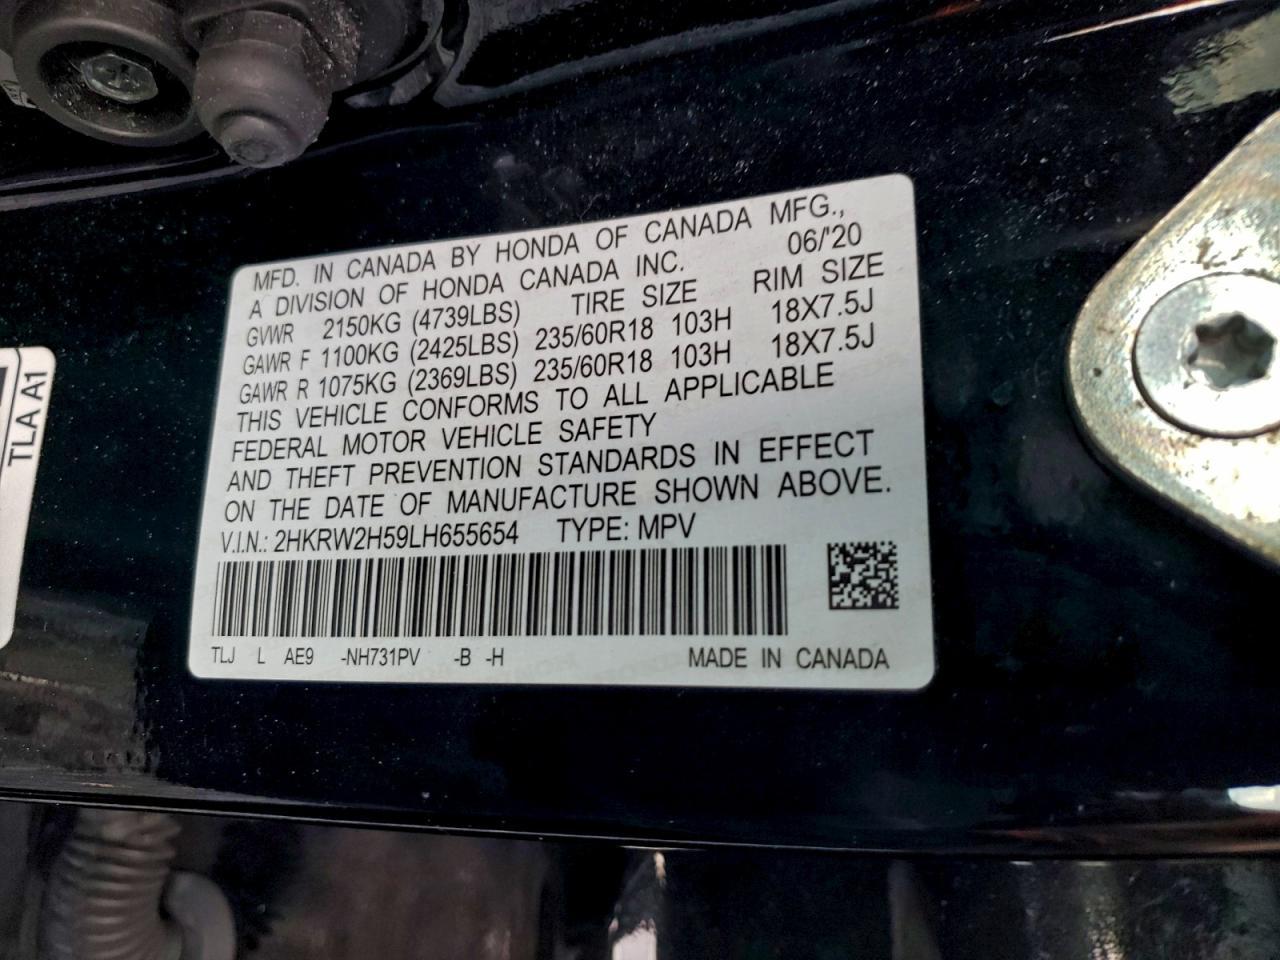 MFD. IN CANADA BY HONDA OF CANADA MFG.,
A DIVISION OF HONDA CANADA INC. 06/'20
GVWR 2150KG (4739LBS) TIRE SIZE RIM SIZE
GAWR F 1100KG (2425LBS) 235/60R18 103H 18X7.5J
GAWR R 1075KG (2369LBS) 235/60R18 103H 18X7.5J
THIS VEHICLE CONFORMS TO ALL APPLICABLE
FEDERAL MOTOR VEHICLE SAFETY
AND THEFT PREVENTION STANDARDS IN EFFECT
ON THE DATE OF MANUFACTURE SHOWN ABOVE.
V.I.N.: 2HKRW2H59LH655654 TYPE: MPV
TLJ L AE9 -NH731PV -B -H MADE IN CANADA
TLA A1